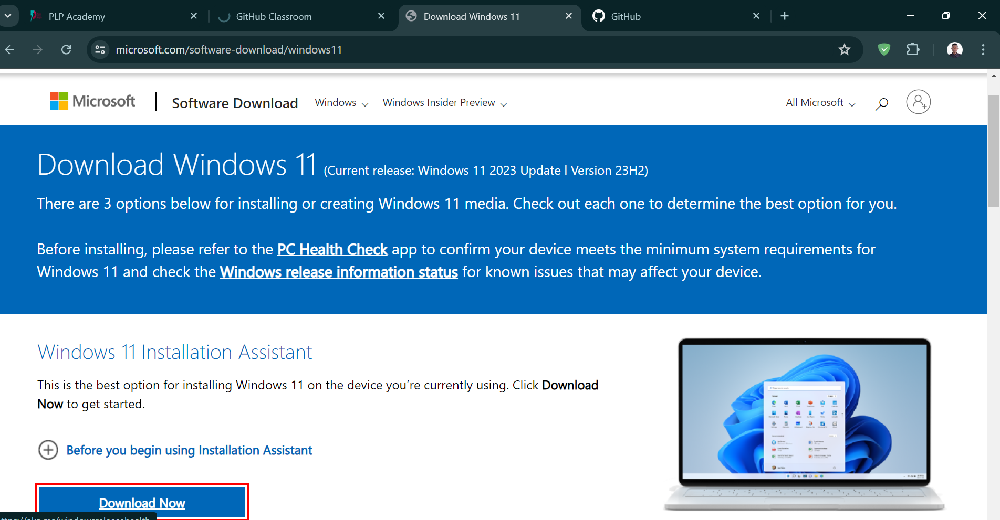 PLP Academy
GitHub Classroom
Download Windows 11
GitHub
microsoft.com/software-download/windows11
Microsoft
Software Download
Windows
Windows Insider Preview
All Microsoft
Download Windows 11 (Current release: Windows 11 2023 Update l Version 23H2)
There are 3 options below for installing or creating Windows 11 media. Check out each one to determine the best option for you.
Before installing, please refer to the PC Health Check app to confirm your device meets the minimum system requirements for
Windows 11 and check the Windows release information status for known issues that may affect your device.
Windows 11 Installation Assistant
This is the best option for installing Windows 11 on the device you’re currently using. Click Download
Now to get started.
Before you begin using Installation Assistant
Download Now